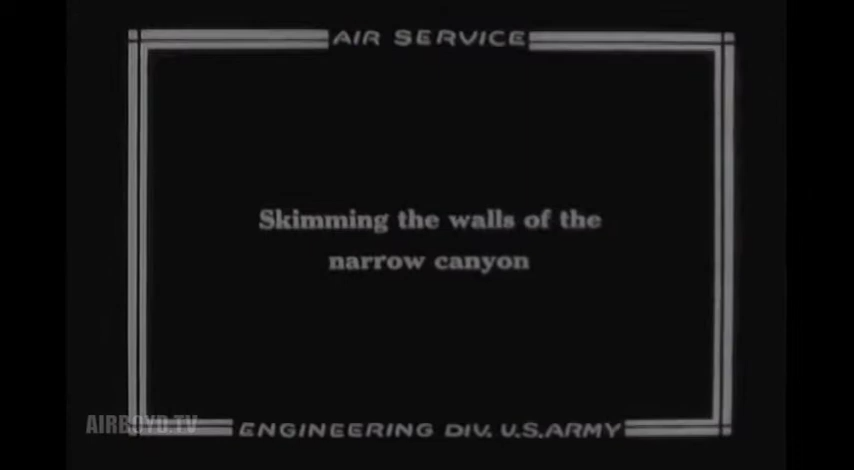 AIR SERVICE
Skimming the walls of the
narrow canyon
AIRBOYD.TV
ENGINEERING DIV. U.S. ARMY